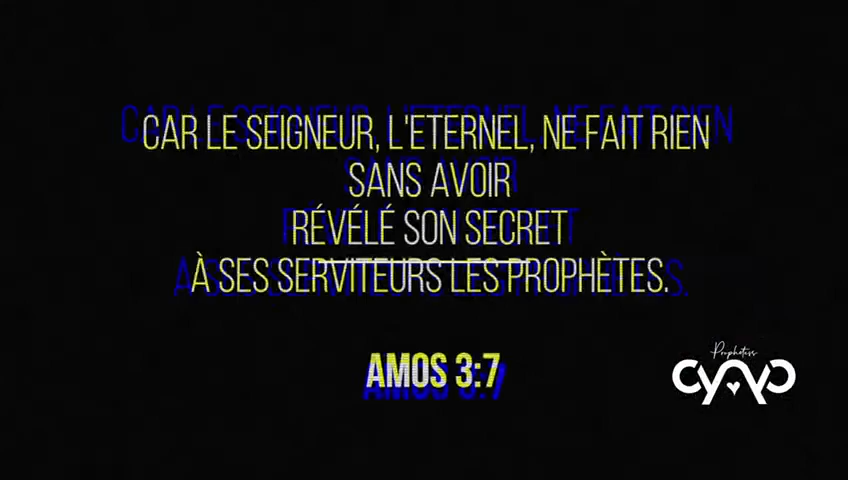 CAR LE SEIGNEUR, L'ETERNEL, NE FAIT RIEN
SANS AVOIR
RÉVÉLÉ SON SECRET
À SES SERVITEURS LES PROPHÈTES.
AMOS 3:7
Prophetess